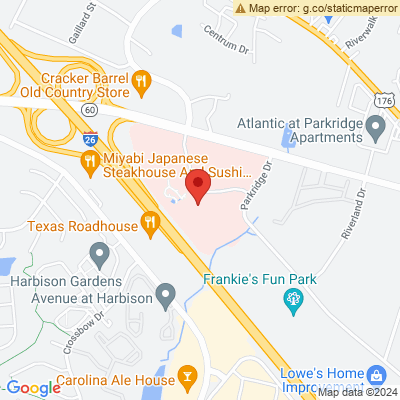 Map error: g.co/staticmaperror
Gaillard St
Centrum Dr
Riverwalk
Cracker Barrel
Old Country Store
60
176
26
Atlantic at Parkridge
Apartments
Miyabi Japanese
Steakhouse And Sushi...
Parkridge Dr
Riverland Dr
Texas Roadhouse
Harbison Gardens
Avenue at Harbison
Frankie's Fun Park
Crossbow Dr
Carolina Ale House
Lowe's Home
Improvement
Google
Map data ©2024